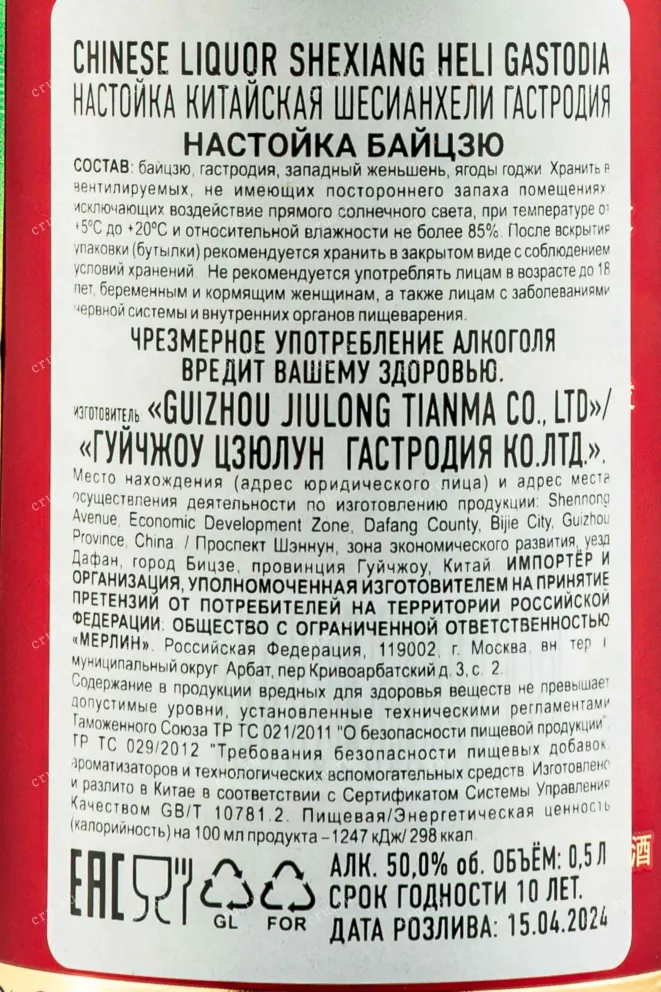 CHINESE LIQUOR SHEXIANG HELI GASTODIA
НАСТОЙКА КИТАЙСКАЯ ШЕСИАНХЕЛИ ГАСТРОДИЯ
НАСТОЙКА БАЙЦЗЮ
СОСТАВ: байцзю, гастродия, западный женьшень, ягоды годжи Хранить в
вентилируемых, не имеющих постороннего запаха помещениях
исключающих воздействие прямого солнечного света, при температуре от
+5°С до +20°С и относительной влажности не более 85%. После вскрытия
упаковки (бутылки) рекомендуется хранить в закрытом виде с соблюдением
условий хранений. Не рекомендуется употреблять лицам в возрасте до 18
лет, беременным и кормящим женщинам, а также лицам с заболеваниями
нервной системы и внутренних органов пищеварения.
ЧРЕЗМЕРНОЕ УПОТРЕБЛЕНИЕ АЛКОГОЛЯ
ВРЕДИТ ВАШЕМУ ЗДОРОВЬЮ.
ИЗГОТОВИТЕЛЬ: «GUIZHOU JIULONG TIANMA CO., LTD»/
«ГУЙЧЖОУ ЦЗЮЛУН ГАСТРОДИЯ КО.ЛТД.».
Место нахождения (адрес юридического лица) и адрес места
осуществления деятельности по изготовлению продукции: Shennong
Avenue, Economic Development Zone, Dafang County, Bijie City, Guizhou
Province, China. / Проспект Шэннун, зона экономического развития, уезд
Дафан, город Бицзе, провинция Гуйчжоу, Китай. ИМПОРТЁР И
ОРГАНИЗАЦИЯ, УПОЛНОМОЧЕННАЯ ИЗГОТОВИТЕЛЕМ НА ПРИНЯТИЕ
ПРЕТЕНЗИЙ ОТ ПОТРЕБИТЕЛЕЙ НА ТЕРРИТОРИИ РОССИЙСКОЙ
ФЕДЕРАЦИИ: ОБЩЕСТВО С ОГРАНИЧЕННОЙ ОТВЕТСТВЕННОСТЬЮ
«МЕРЛИН». Российская Федерация, 119002, г. Москва, вн. тер. г.
муниципальный округ Арбат, пер Кривоарбатский д. 3, с. 2.
Содержание в продукции вредных для здоровья веществ не превышает
допустимые уровни, установленные техническими регламентами
Таможенного Союза ТР ТС 021/2011 "О безопасности пищевой продукции"
ТР ТС 029/2012 "Требования безопасности пищевых добавок,
ароматизаторов и технологических вспомогательных средств. Изготовлено
и разлито в Китае в соответствии с Сертификатом Системы Управления
Качеством GB/T 10781.2. Пищевая/Энергетическая ценность
(калорийность) на 100 мл продукта –1247 кДж/ 298 ккал.
EAC
GL
FOR
АЛК. 50,0% об. ОБЪЁМ: 0,5 Л
СРОК ГОДНОСТИ 10 ЛЕТ.
ДАТА РОЗЛИВА: 15.04.2024
酒